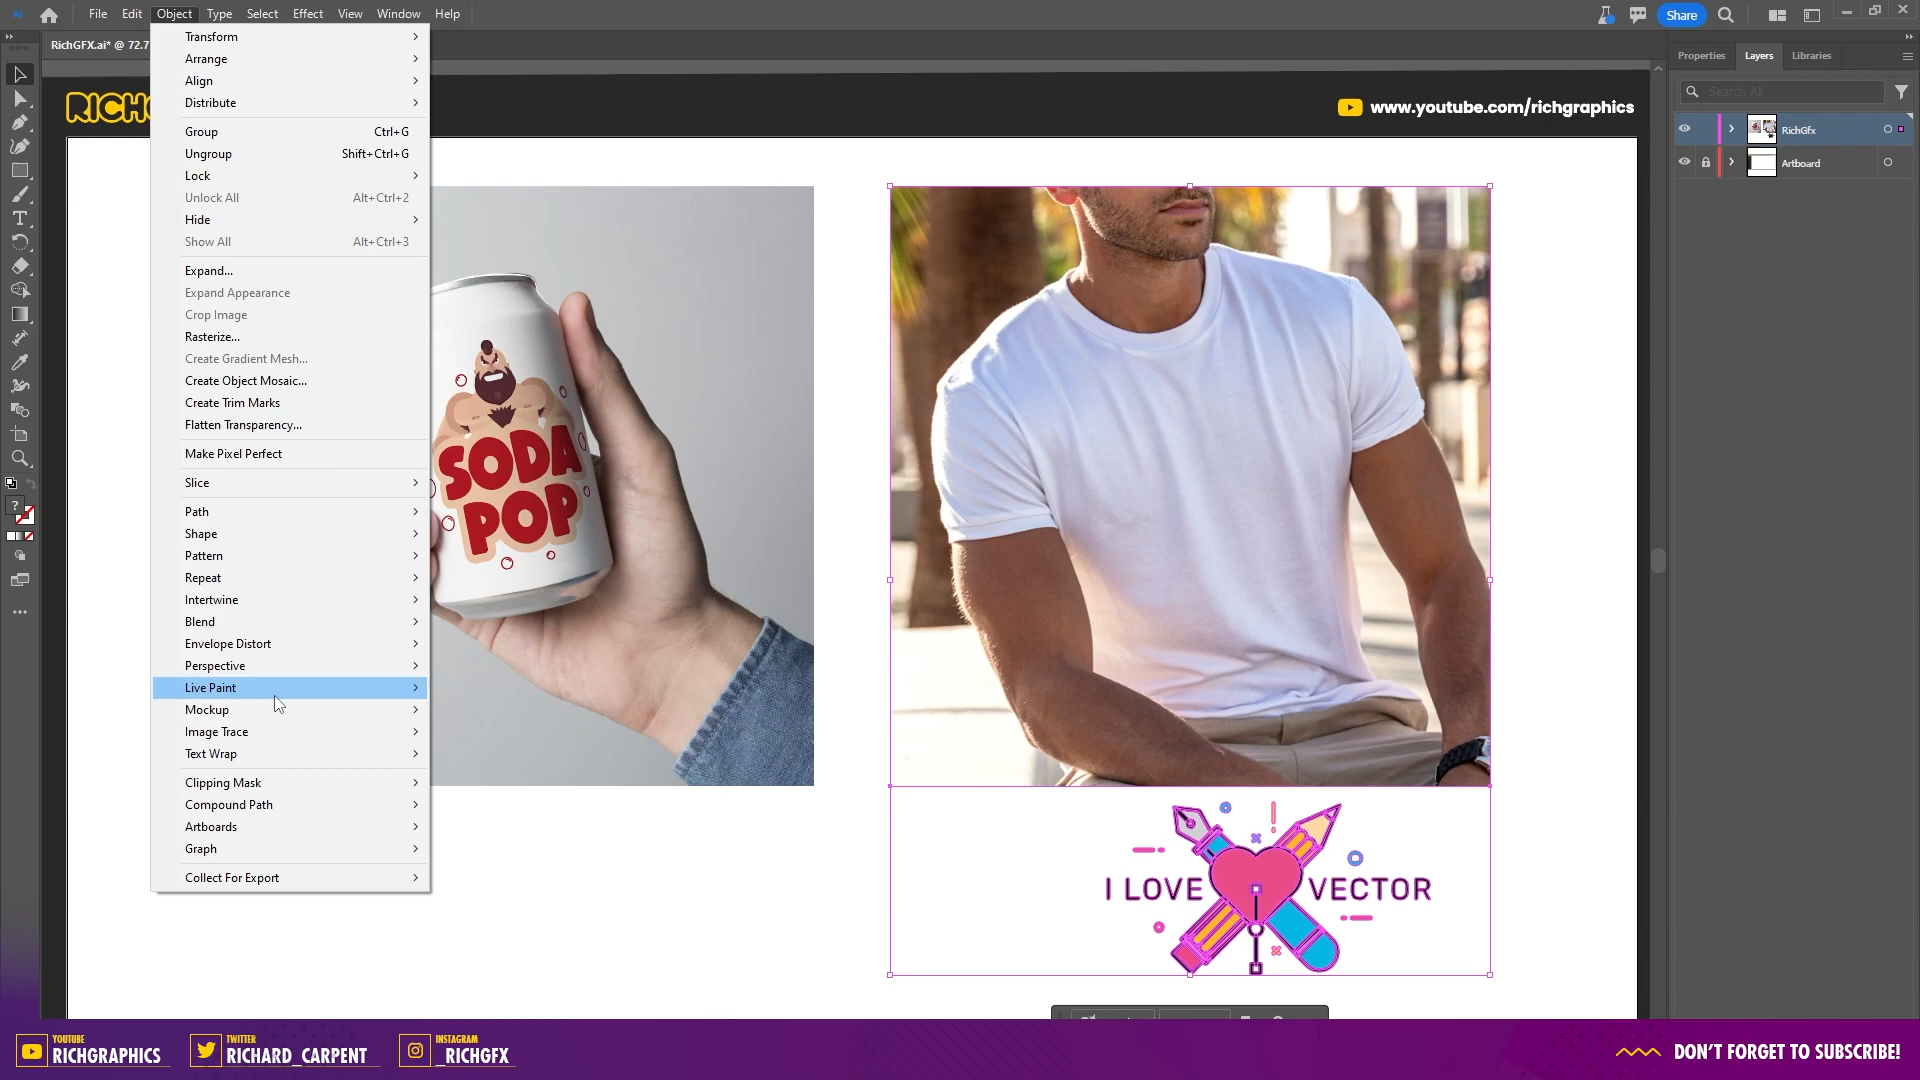 Ai File Edit Object Type Select Effect View Window Help Share
RichGFX.ai* @ 72.7
Properties Layers Libraries
Search All
RichGfx
Artboard
www.youtube.com/richgraphics
Transform
Arrange
Align
Distribute
Group Ctrl+G
Ungroup Shift+Ctrl+G
Lock
Unlock All Alt+Ctrl+2
Hide
Show All Alt+Ctrl+3
Expand...
Expand Appearance
Crop Image
Rasterize...
Create Gradient Mesh...
Create Object Mosaic...
Create Trim Marks
Flatten Transparency...
Make Pixel Perfect
Slice
Path
Shape
Pattern
Repeat
Intertwine
Blend
Envelope Distort
Perspective
Live Paint
Mockup
Image Trace
Text Wrap
Clipping Mask
Compound Path
Artboards
Graph
Collect For Export
SODA
POP
I LOVE VECTOR
YOUTUBE
RICHGRAPHICS
TWITTER
RICHARD_CARPENT
INSTAGRAM
_RICHGFX
DON'T FORGET TO SUBSCRIBE!